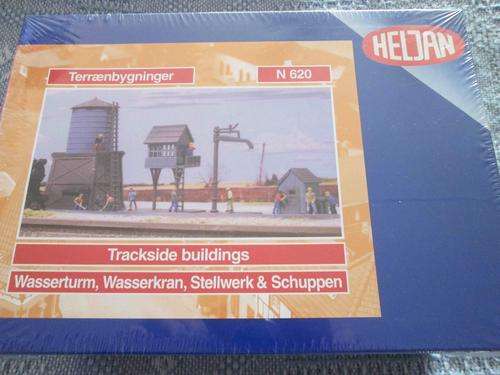 HELJAN
Terrænbygninger
N 620
Trackside buildings
Wasserturm, Wasserkran, Stellwerk & Schuppen